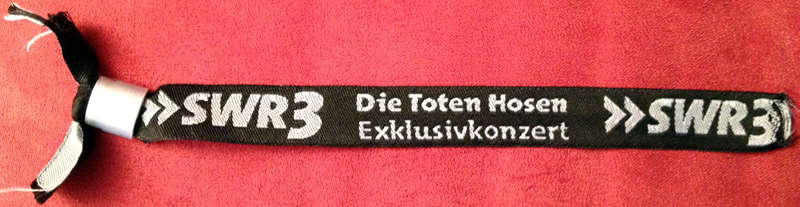 »SWR3
Die Toten Hosen
Exklusivkonzert
»SWR3